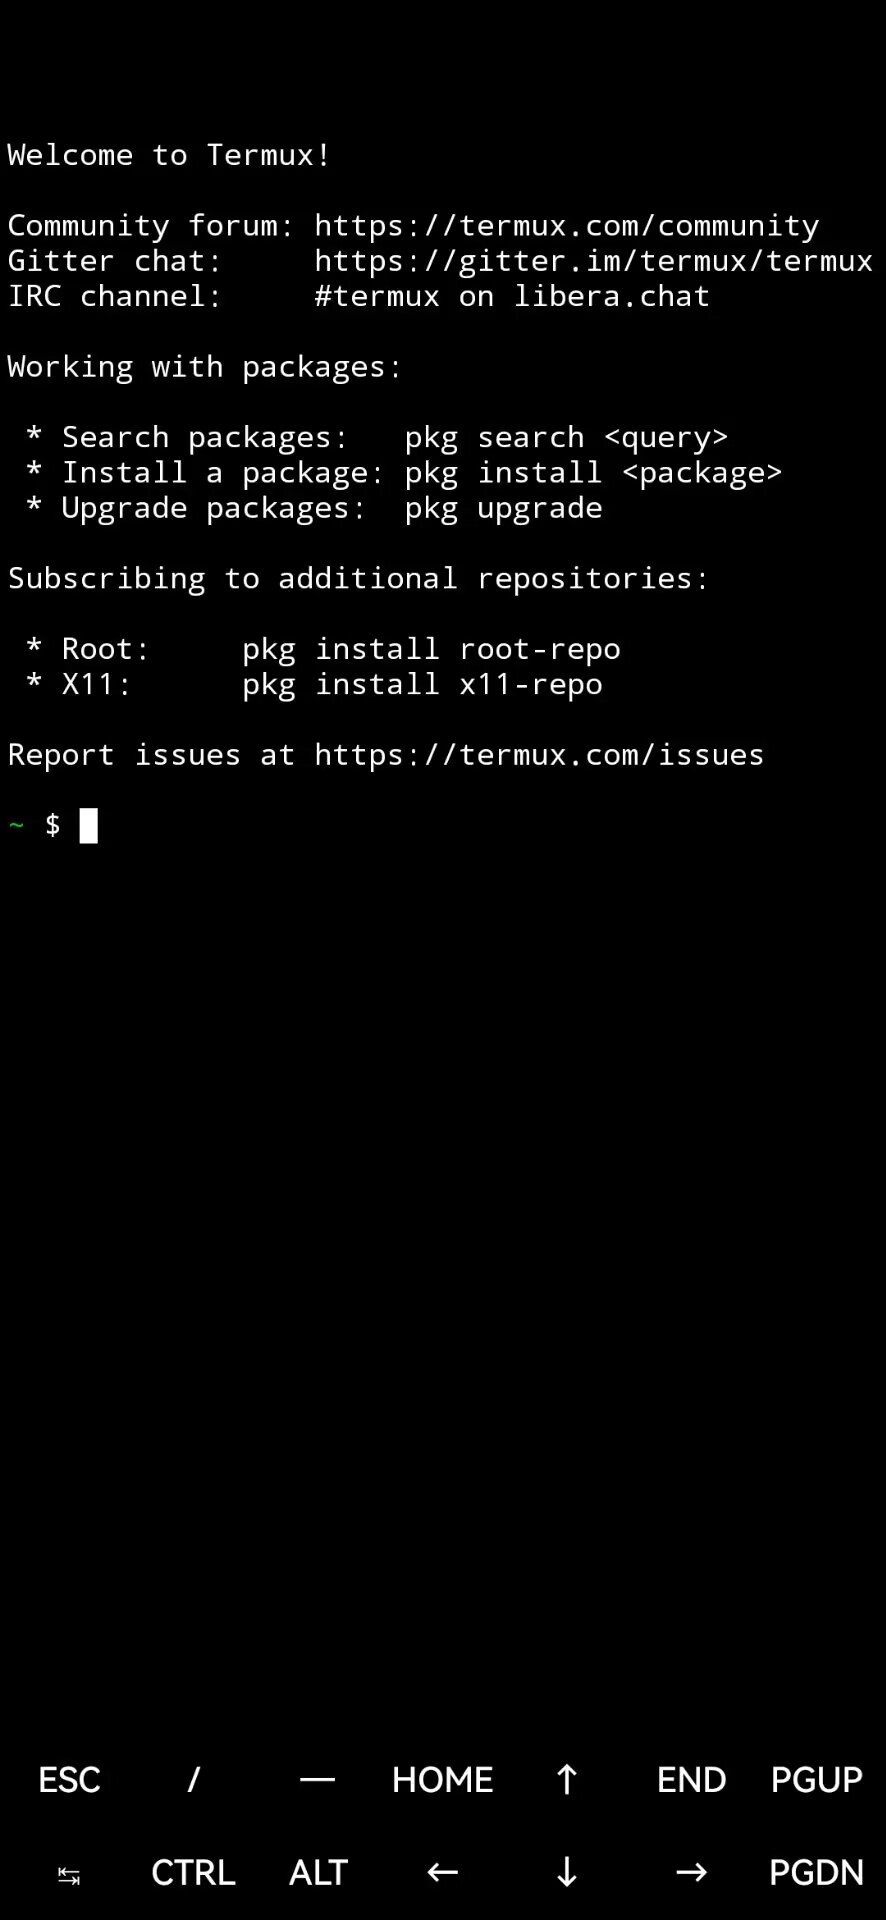 Welcome to Termux!
Community forum: https://termux.com/community
Gitter chat:     https://gitter.im/termux/termux
IRC channel:     #termux on libera.chat
Working with packages:
 * Search packages:   pkg search <query>
 * Install a package: pkg install <package>
 * Upgrade packages:  pkg upgrade
Subscribing to additional repositories:
 * Root:     pkg install root-repo
 * X11:      pkg install x11-repo
Report issues at https://termux.com/issues
~ $
ESC / — HOME ↑ END PGUP
↹ CTRL ALT ← ↓ → PGDN